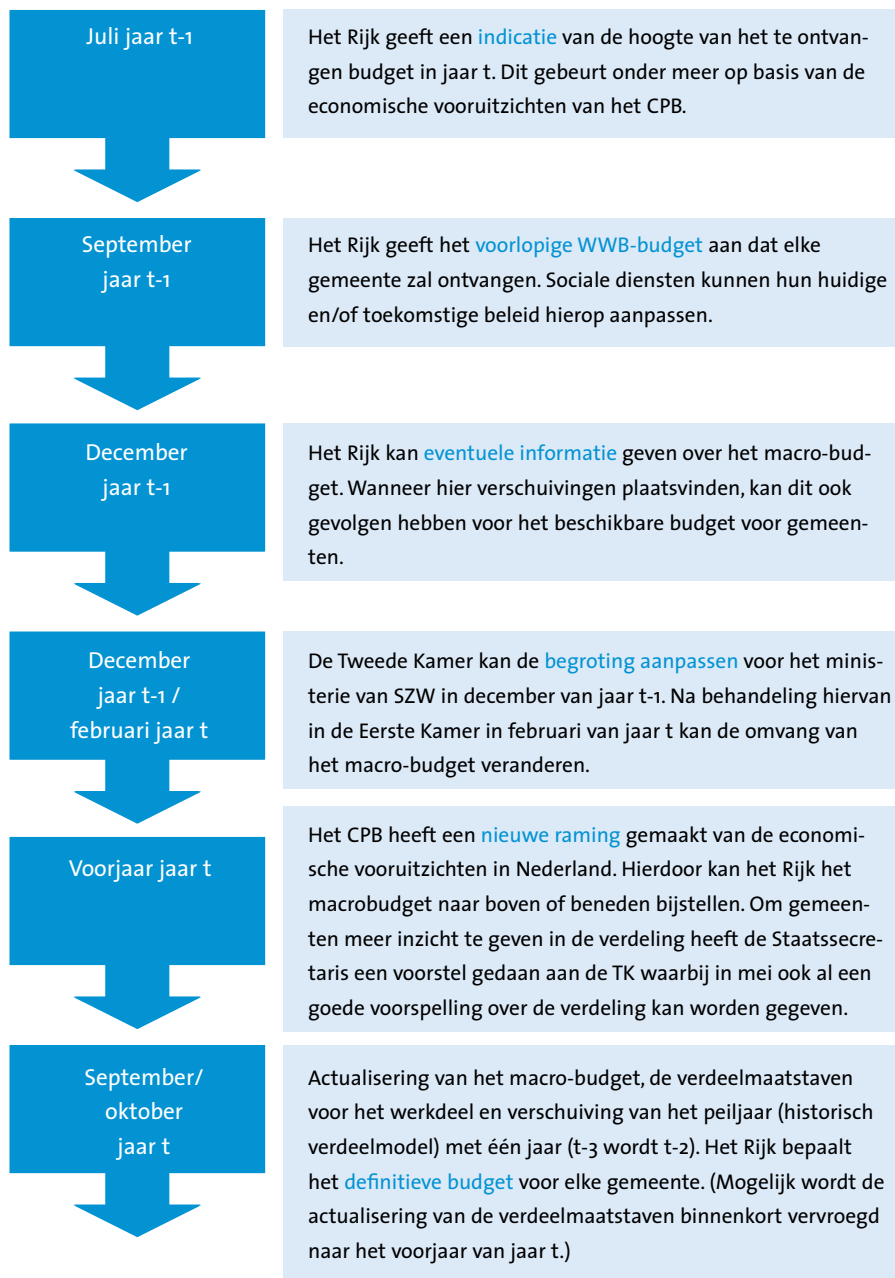 Juli jaar t-1
Het Rijk geeft een indicatie van de hoogte van het te ontvan-
gen budget in jaar t. Dit gebeurt onder meer op basis van de
economische vooruitzichten van het CPB.
September
jaar t-1
Het Rijk geeft het voorlopige WWB-budget aan dat elke
gemeente zal ontvangen. Sociale diensten kunnen hun huidige
en/of toekomstige beleid hierop aanpassen.
December
jaar t-1
Het Rijk kan eventuele informatie geven over het macro-bud-
get. Wanneer hier verschuivingen plaatsvinden, kan dit ook
gevolgen hebben voor het beschikbare budget voor gemeen-
ten.
December
jaar t-1 /
februari jaar t
De Tweede Kamer kan de begroting aanpassen voor het minis-
terie van SZW in december van jaar t-1. Na behandeling hiervan
in de Eerste Kamer in februari van jaar t kan de omvang van
het macro-budget veranderen.
Voorjaar jaar t
Het CPB heeft een nieuwe raming gemaakt van de economi-
sche vooruitzichten in Nederland. Hierdoor kan het Rijk het
macrobudget naar boven of beneden bijstellen. Om gemeen-
ten meer inzicht te geven in de verdeling heeft de Staatssecre-
taris een voorstel gedaan aan de TK waarbij in mei ook al een
goede voorspelling over de verdeling kan worden gegeven.
September/
oktober
jaar t
Actualisering van het macro-budget, de verdeelmaatstaven
voor het werkdeel en verschuiving van het peiljaar (historisch
verdeelmodel) met één jaar (t-3 wordt t-2). Het Rijk bepaalt
het definitieve budget voor elke gemeente. (Mogelijk wordt de
actualisering van de verdeelmaatstaven binnenkort vervroegd
naar het voorjaar van jaar t.)